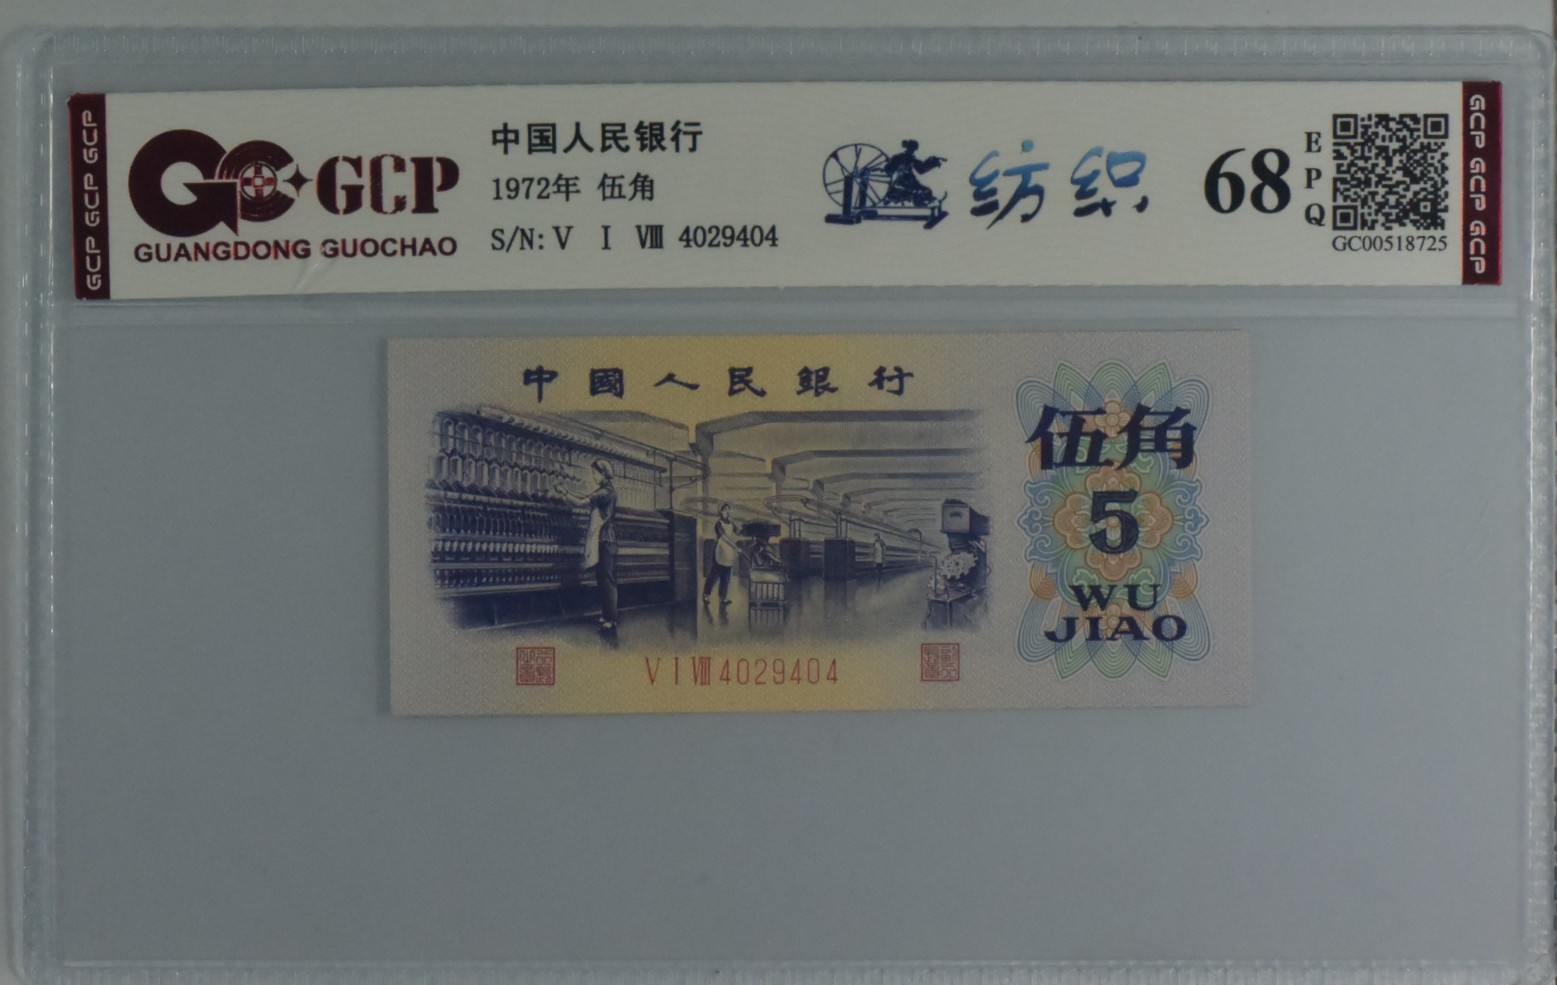 GCP GCP GCP
GCP
GUANGDONG GUOCHAO
中国人民银行
1972年 伍角
S/N: V I Ⅷ 4029404
纺织
68
EPQ
GC00518725
GCP GCP GCP
中國人民銀行
伍角
5
WU
JIAO
V I Ⅷ 4029404